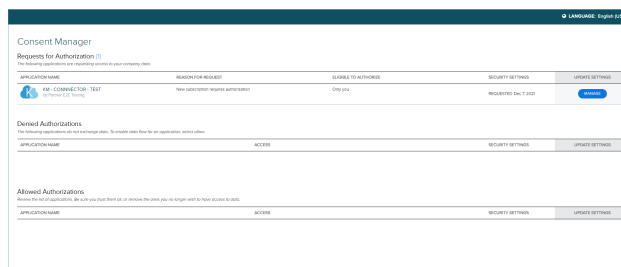 LANGUAGE: English (US
Consent Manager
Requests for Authorization (1)
The following applications are requesting access to your company data.
APPLICATION NAME REASON FOR REQUEST ELIGIBLE TO AUTHORIZE SECURITY SETTINGS UPDATE SETTINGS
KM - CONNNECTOR - TEST New subscription requires authorization Only you
by Partner E2E Testing REQUESTED Dec 7, 2021 MANAGE
Denied Authorizations
The following applications do not exchange data. To enable data flow for an application, select allow.
APPLICATION NAME ACCESS SECURITY SETTINGS UPDATE SETTINGS
Allowed Authorizations
Review the list of applications. Be sure you trust them all, or remove the ones you no longer wish to have access to data.
APPLICATION NAME ACCESS SECURITY SETTINGS UPDATE SETTINGS